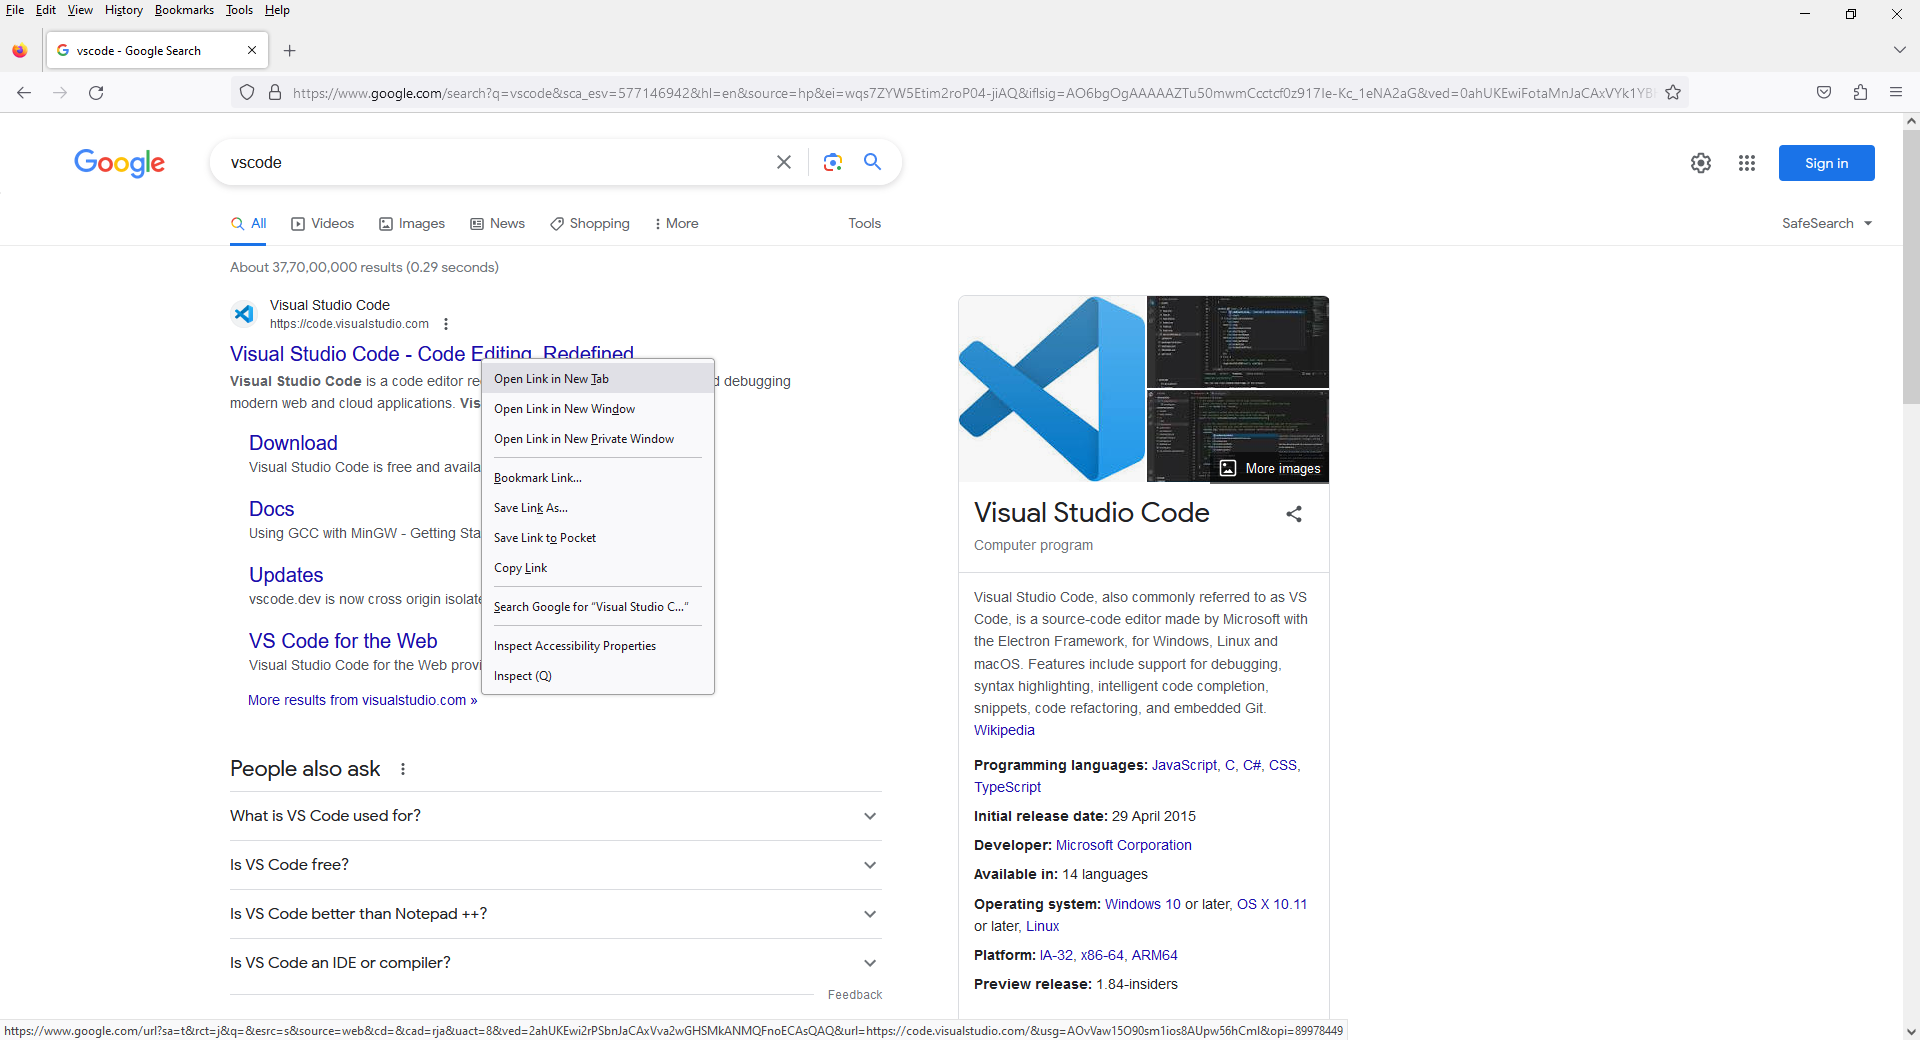 File Edit View History Bookmarks Tools Help
vscode - Google Search
https://www.google.com/search?q=vscode&sca_esv=577146942&hl=en&source=hp&ei=wqs7ZYW5Etim2roP04-jiAQ&iflsig=AO6bgOgAAAAAZTu50mwmCcctcf0z917Ie-Kc_1eNA2aG&ved=0ahUKEwiFotaMnJaCAxVYk1YB
Google
vscode
Sign in
All Videos Images News Shopping More Tools SafeSearch
About 37,70,00,000 results (0.29 seconds)
Visual Studio Code
https://code.visualstudio.com
Visual Studio Code - Code Editing. Redefined
Visual Studio Code is a code editor d debugging
modern web and cloud applications.
Download
Visual Studio Code is free and
Docs
Using GCC with MinGW - Getting
Updates
vscode.dev is now cross origin
VS Code for the Web
Visual Studio Code for the Web
More results from visualstudio.com »
Open Link in New Tab
Open Link in New Window
Open Link in New Private Window
Bookmark Link...
Save Link As...
Save Link to Pocket
Copy Link
Search Google for "Visual Studio C..."
Inspect Accessibility Properties
Inspect (Q)
People also ask
What is VS Code used for?
Is VS Code free?
Is VS Code better than Notepad ++?
Is VS Code an IDE or compiler?
Feedback
More images
Visual Studio Code
Computer program
Visual Studio Code, also commonly referred to as VS
Code, is a source-code editor made by Microsoft with
the Electron Framework, for Windows, Linux and
macOS. Features include support for debugging,
syntax highlighting, intelligent code completion,
snippets, code refactoring, and embedded Git.
Wikipedia
Programming languages: JavaScript, C, C#, CSS,
TypeScript
Initial release date: 29 April 2015
Developer: Microsoft Corporation
Available in: 14 languages
Operating system: Windows 10 or later, OS X 10.11
or later, Linux
Platform: IA-32, x86-64, ARM64
Preview release: 1.84-insiders
https://www.google.com/url?sa=t&rct=j&q=&esrc=s&source=web&cd=&cad=rja&uact=8&ved=2ahUKEwi2rPSbnJaCAxVva2wGHSMkANMQFnoECAsQAQ&url=https://code.visualstudio.com/&usg=AOvVaw15O90sm1ios8AUpw56hCmI&opi=89978449